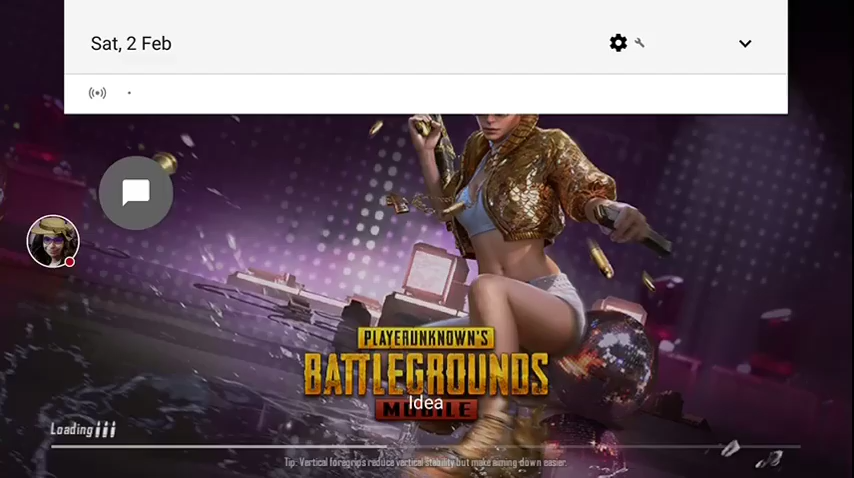 Sat, 2 Feb
PLAYERUNKNOWN'S
BATTLEGROUNDS
MOBILE
Idea
Loading
Tip: Vertical foregrips reduce vertical stability but make aiming down easier.